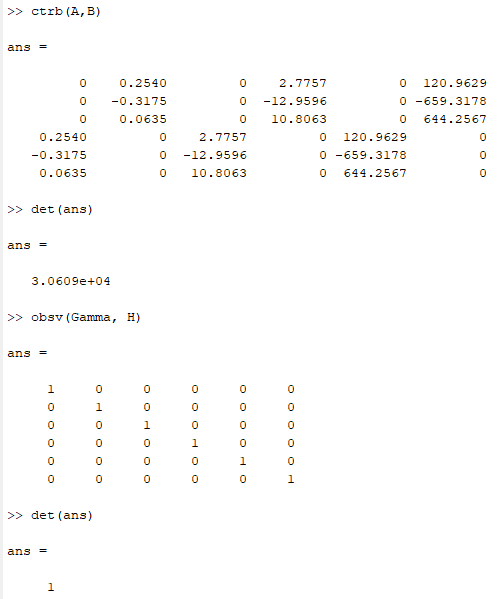 >> ctrb(A,B)
ans =
0 0.2540 0 2.7757 0 120.9629
0 -0.3175 0 -12.9596 0 -659.3178
0 0.0635 0 10.8063 0 644.2567
0.2540 0 2.7757 0 120.9629 0
-0.3175 0 -12.9596 0 -659.3178 0
0.0635 0 10.8063 0 644.2567 0
>> det(ans)
ans =
3.0609e+04
>> obsv(Gamma, H)
ans =
1 0 0 0 0 0
0 1 0 0 0 0
0 0 1 0 0 0
0 0 0 1 0 0
0 0 0 0 1 0
0 0 0 0 0 1
>> det(ans)
ans =
1